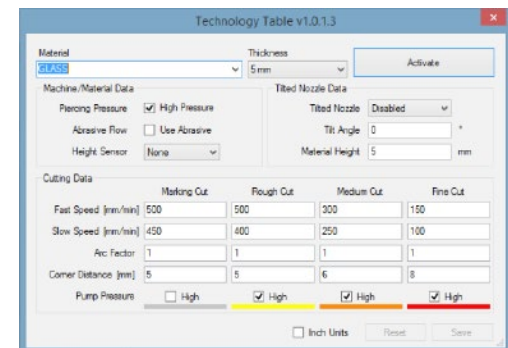 Technology Table v1.0.1.3
Material Thickness
GLASS 5 mm Activate
Machine/Material Data Tilted Nozzle Data
Piercing Pressure High Pressure Tilted Nozzle Disabled
Abrasive Flow Use Abrasive Tilt Angle 0 °
Height Sensor None Material Height 5 mm
Cutting Data
Marking Cut Rough Cut Medium Cut Fine Cut
Fast Speed [mm/min] 500 500 300 150
Slow Speed [mm/min] 450 400 250 100
Arc Factor 1 1 1 1
Corner Distance [mm] 5 5 6 8
Pump Pressure High High High High
Inch Units Reset Save